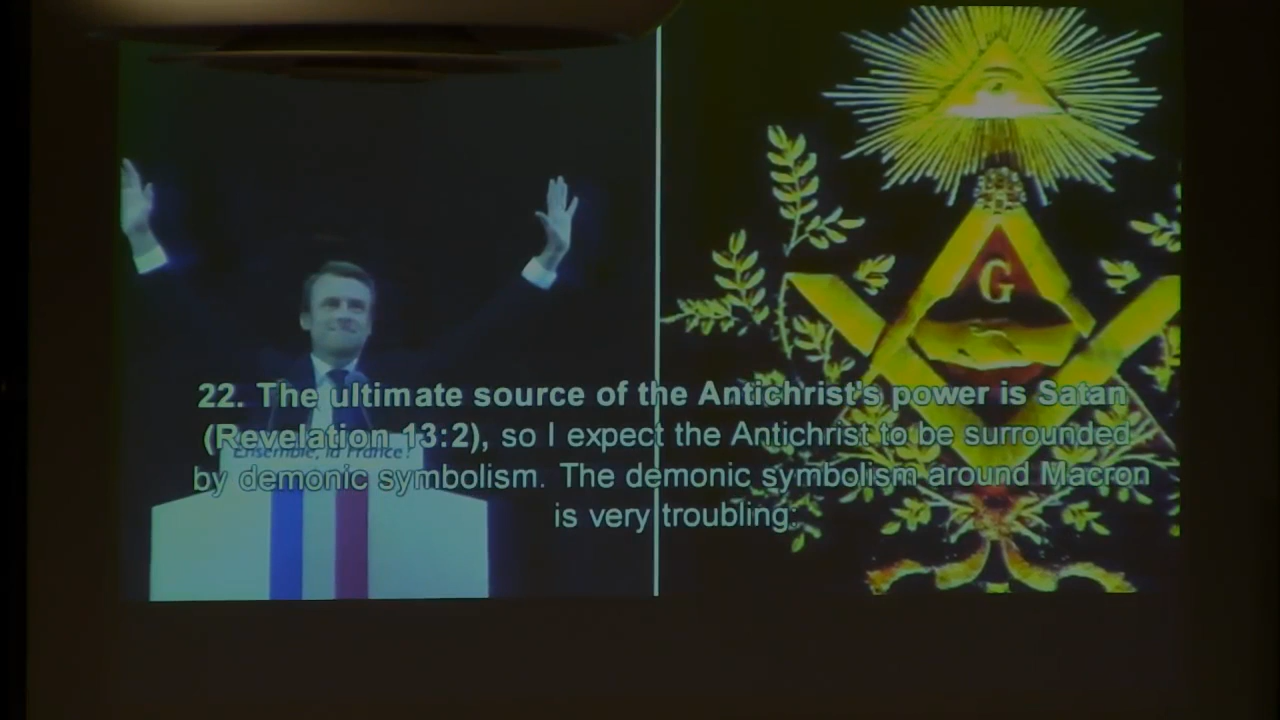 G
22. The ultimate source of the Antichrist's power is Satan
(Revelation 13:2), so I expect the Antichrist to be surrounded
Ensemble, la France!
by demonic symbolism. The demonic symbolism around Macron
is very troubling: